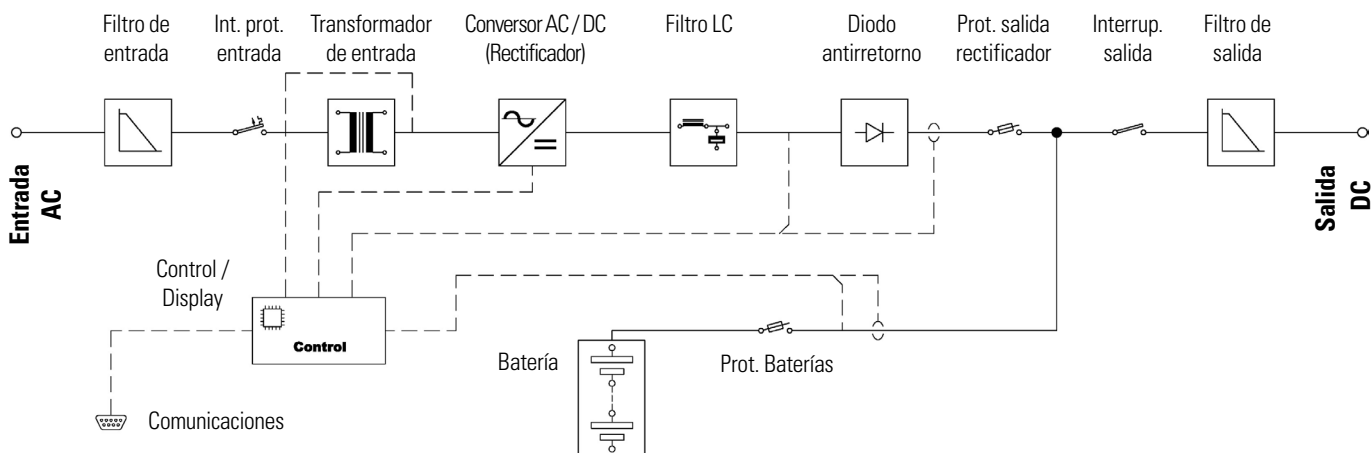 Filtro de
entrada
Int. prot.
entrada
Transformador
de entrada
Conversor AC / DC
(Rectificador)
Filtro LC
Diodo
antirretorno
Prot. salida
rectificador
Interrup.
salida
Filtro de
salida
Entrada
AC
Salida
DC
Control /
Display
Control
Batería
Prot. Baterías
Comunicaciones